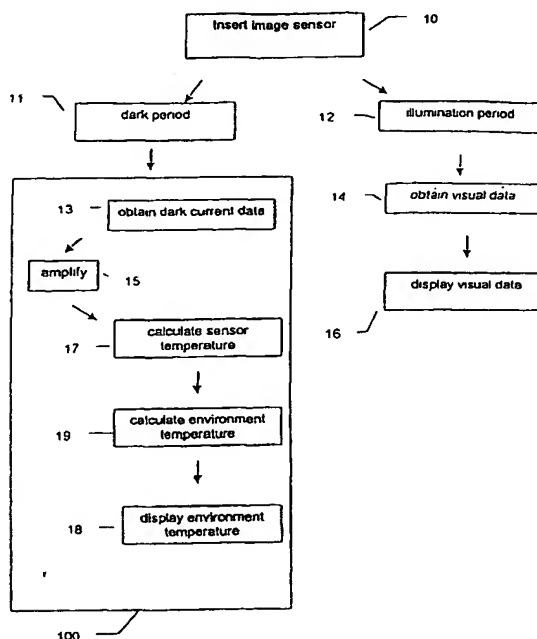 Insert image sensor
10
11
dark period
12
illumination period
13
obtain dark current data
14
obtain visual data
amplify
15
display visual data
16
17
calculate sensor
temperature
19
calculate environment
temperature
18
display environment
temperature
100